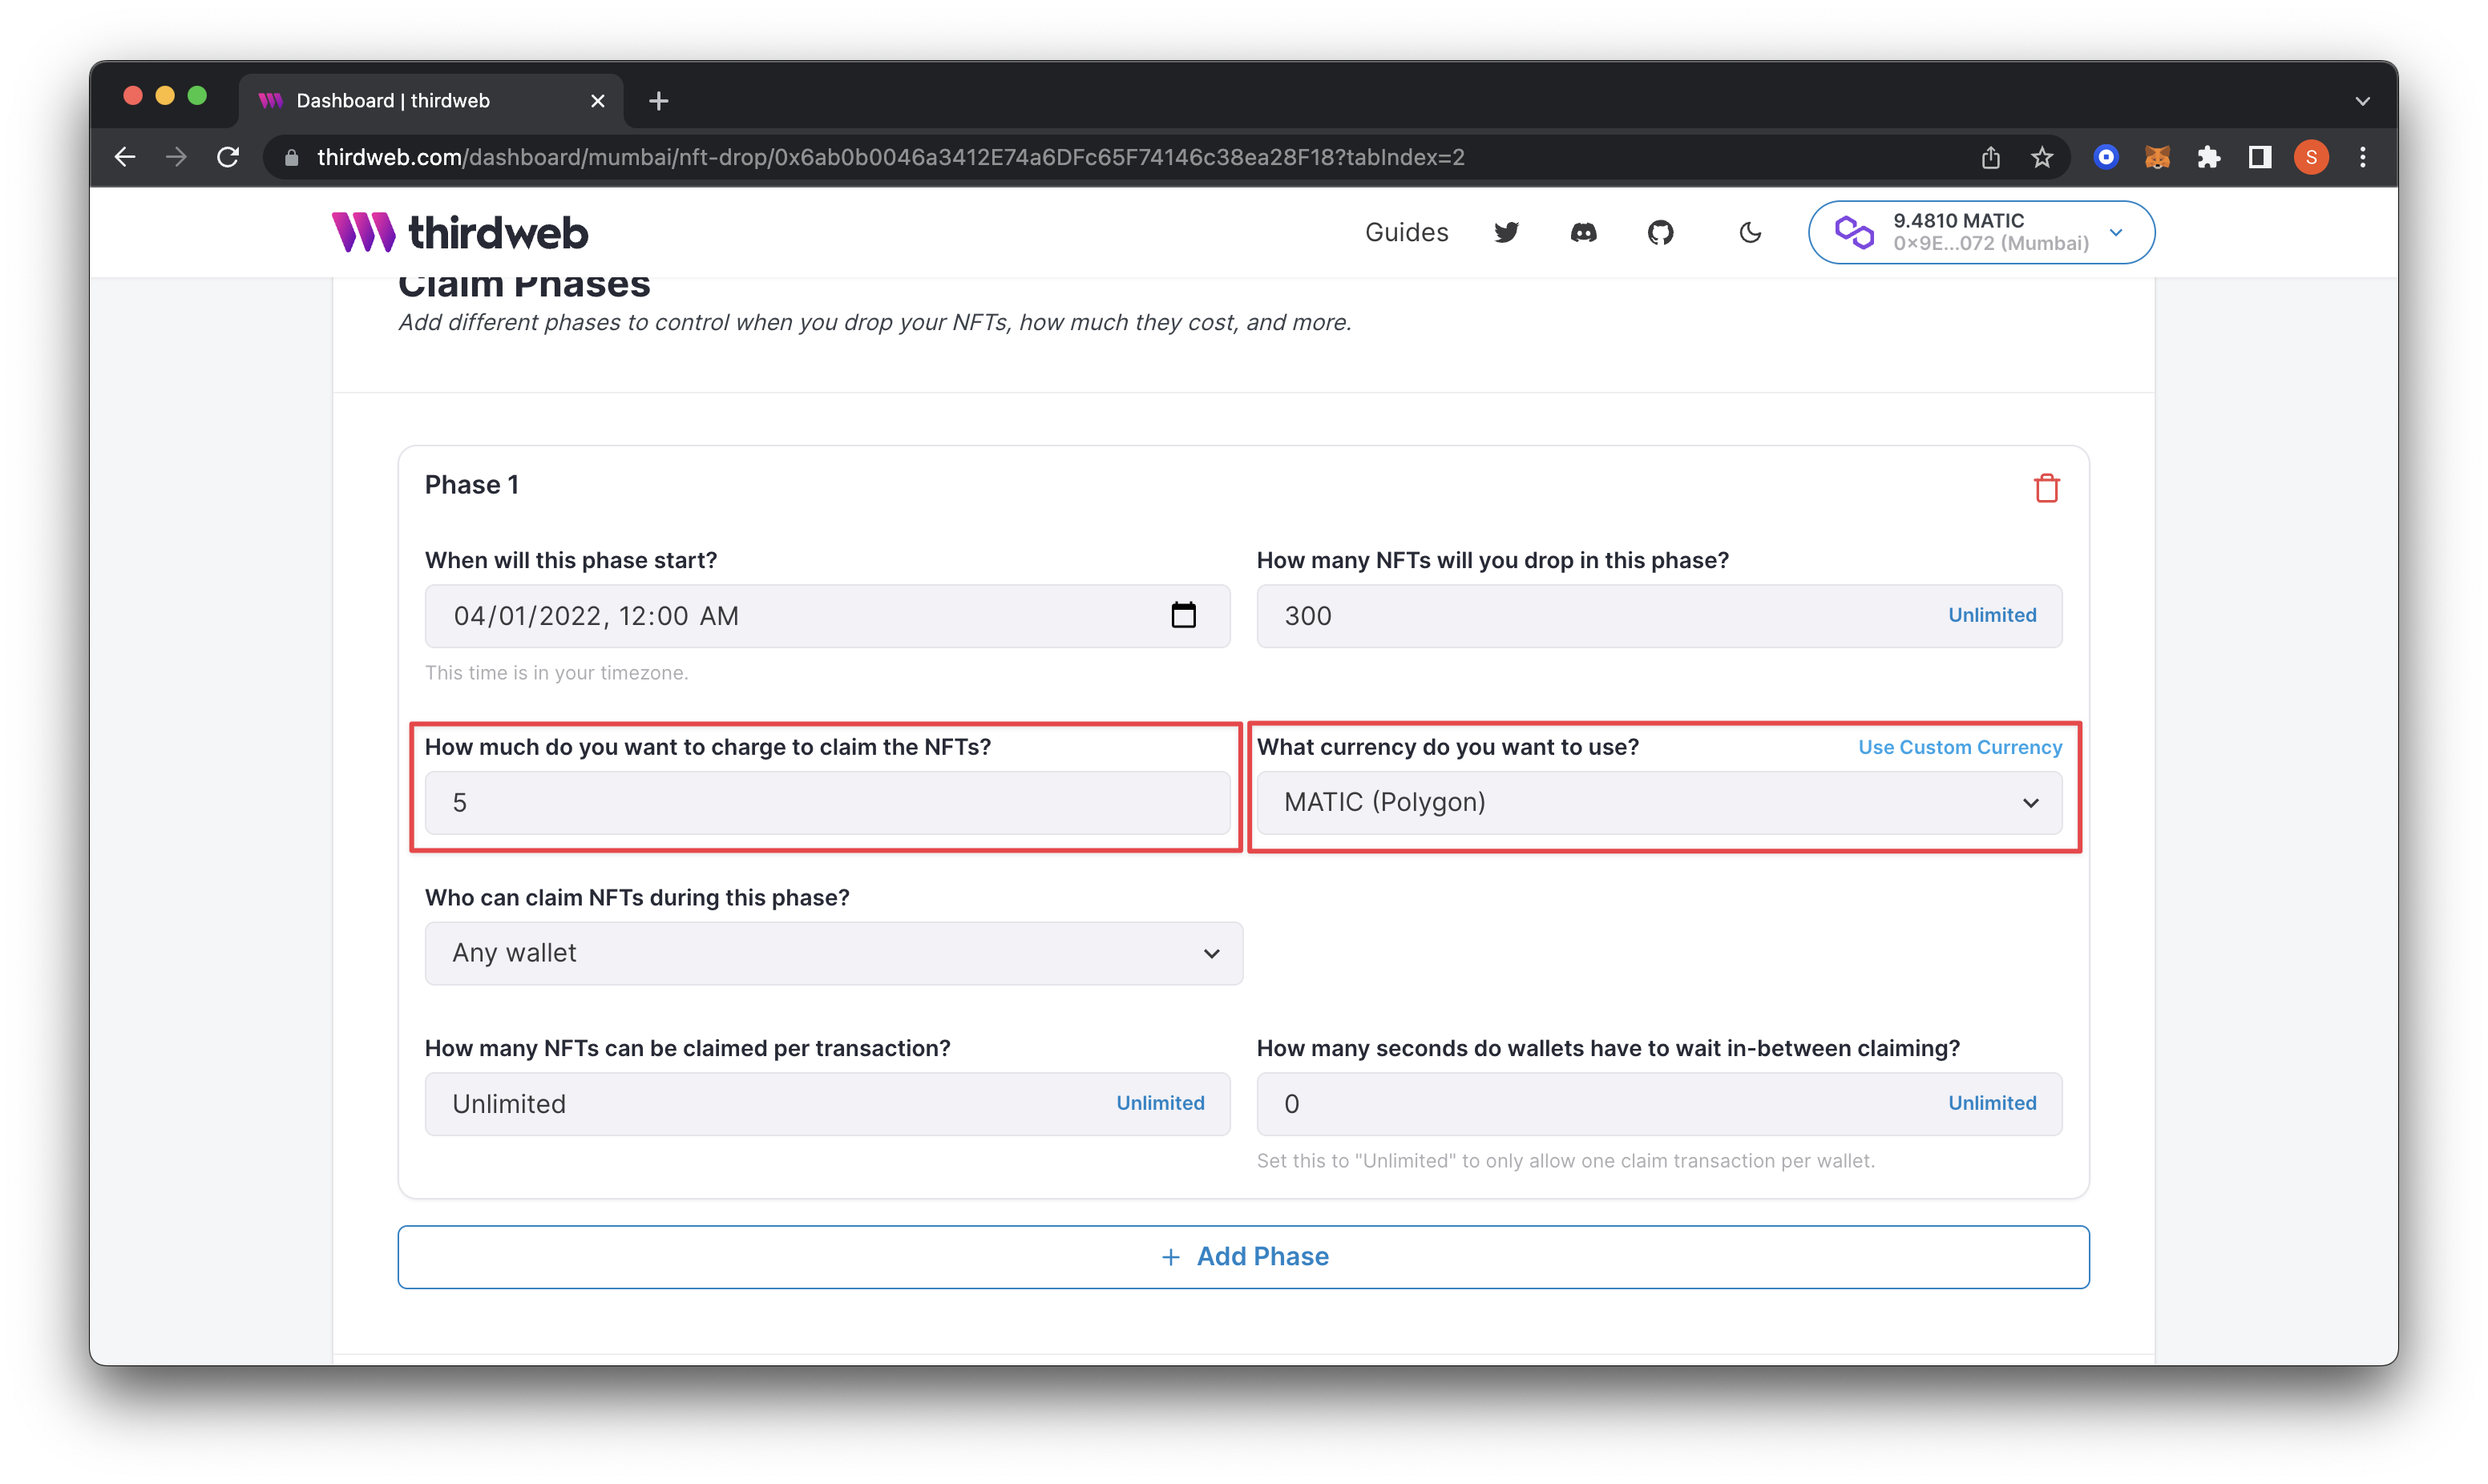 Dashboard | thirdweb
thirdweb.com/dashboard/mumbai/nft-drop/0x6ab0b0046a3412E74a6DFc65F74146c38ea28F18?tabIndex=2
S
thirdweb
Guides
9.4810 MATIC
0x9E...072 (Mumbai)
Claim Phases
Add different phases to control when you drop your NFTs, how much they cost, and more.
Phase 1
When will this phase start?
04/01/2022, 12:00 AM
This time is in your timezone.
How many NFTs will you drop in this phase?
300 Unlimited
How much do you want to charge to claim the NFTs?
5
What currency do you want to use? Use Custom Currency
MATIC (Polygon)
Who can claim NFTs during this phase?
Any wallet
How many NFTs can be claimed per transaction?
Unlimited Unlimited
How many seconds do wallets have to wait in-between claiming?
0 Unlimited
Set this to "Unlimited" to only allow one claim transaction per wallet.
+ Add Phase